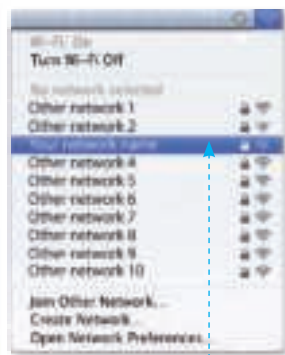 Wi-Fi: On
Turn Wi-Fi Off
No network selected
Other network 1
Other network 2
Your network name
Other network 4
Other network 5
Other network 6
Other network 7
Other network 8
Other network 9
Other network 10
Join Other Network...
Create Network...
Open Network Preferences...